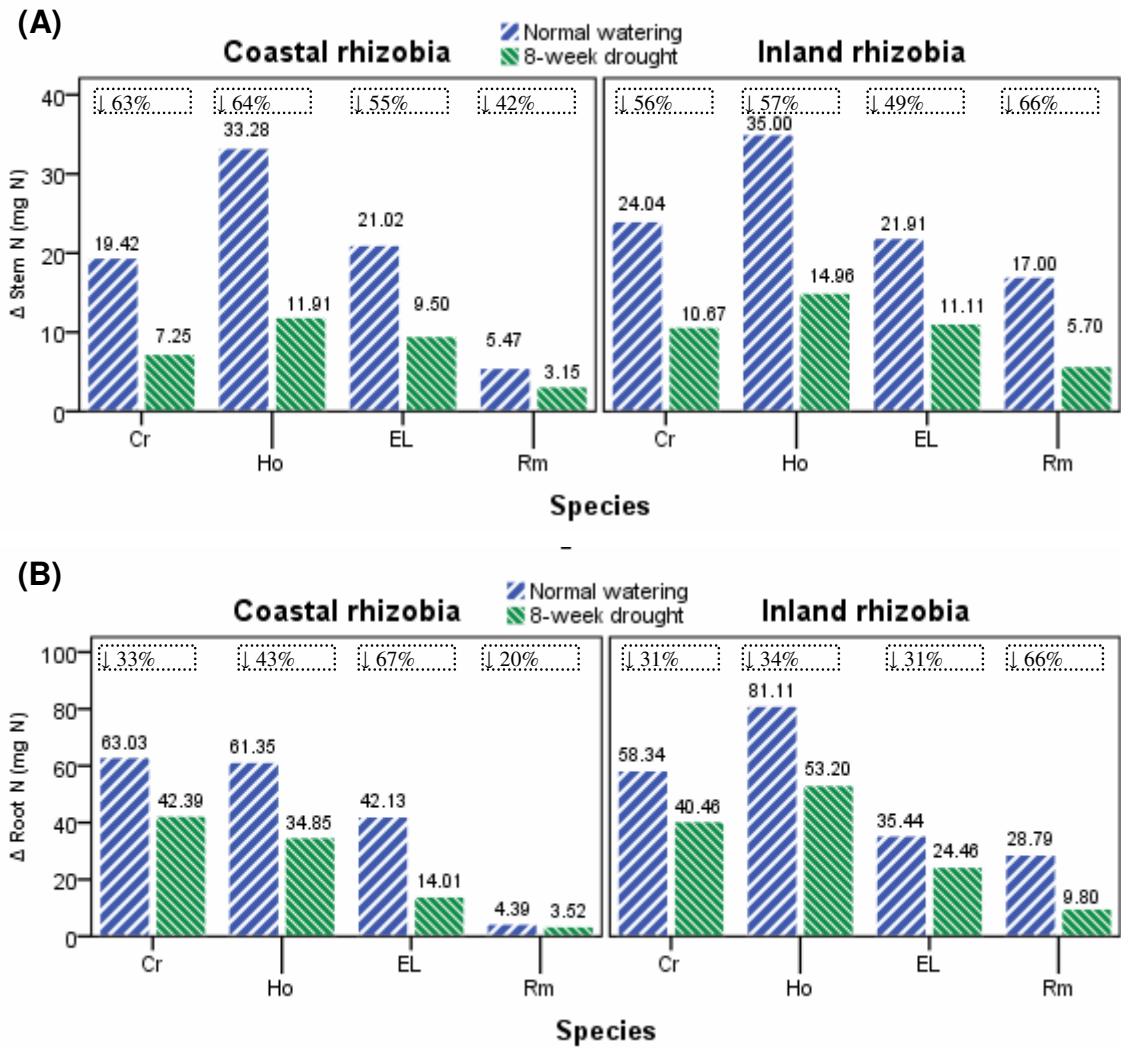 (A)
Coastal rhizobia
Normal watering
8-week drought
Inland rhizobia
Δ Stem N (mg N)
40
30
20
10
0
↓ 63%
↓ 64%
↓ 55%
↓ 42%
↓ 56%
↓ 57%
↓ 49%
↓ 66%
19.42
7.25
33.28
11.91
21.02
9.50
5.47
3.15
24.04
10.67
35.00
14.96
21.91
11.11
17.00
5.70
Cr
Ho
EL
Rm
Cr
Ho
EL
Rm
Species
(B)
Coastal rhizobia
Normal watering
8-week drought
Inland rhizobia
Δ Root N (mg N)
100
80
60
40
20
0
↓ 33%
↓ 43%
↓ 67%
↓ 20%
↓ 31%
↓ 34%
↓ 31%
↓ 66%
63.03
42.39
61.35
34.85
42.13
14.01
4.39
3.52
58.34
40.46
81.11
53.20
35.44
24.46
28.79
9.80
Cr
Ho
EL
Rm
Cr
Ho
EL
Rm
Species